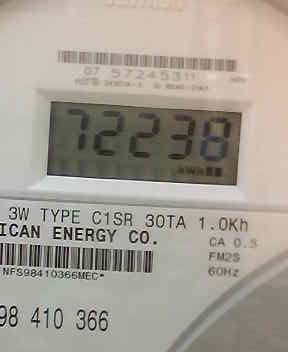 07 57245311
72238
KWH
3W TYPE C1SR 30TA 1.0Kh
ICAN ENERGY CO.
CA 0.5
FM2S
60Hz
NFS98410366MEC*
98 410 366